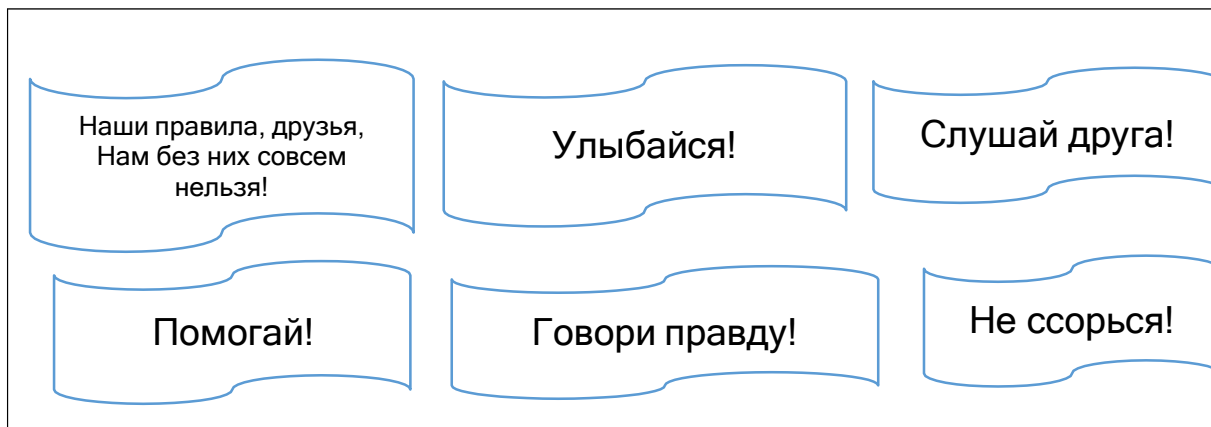 Наши правила, друзья,
Нам без них совсем
нельзя!
Улыбайся!
Слушай друга!
Помогай!
Говори правду!
Не ссорься!